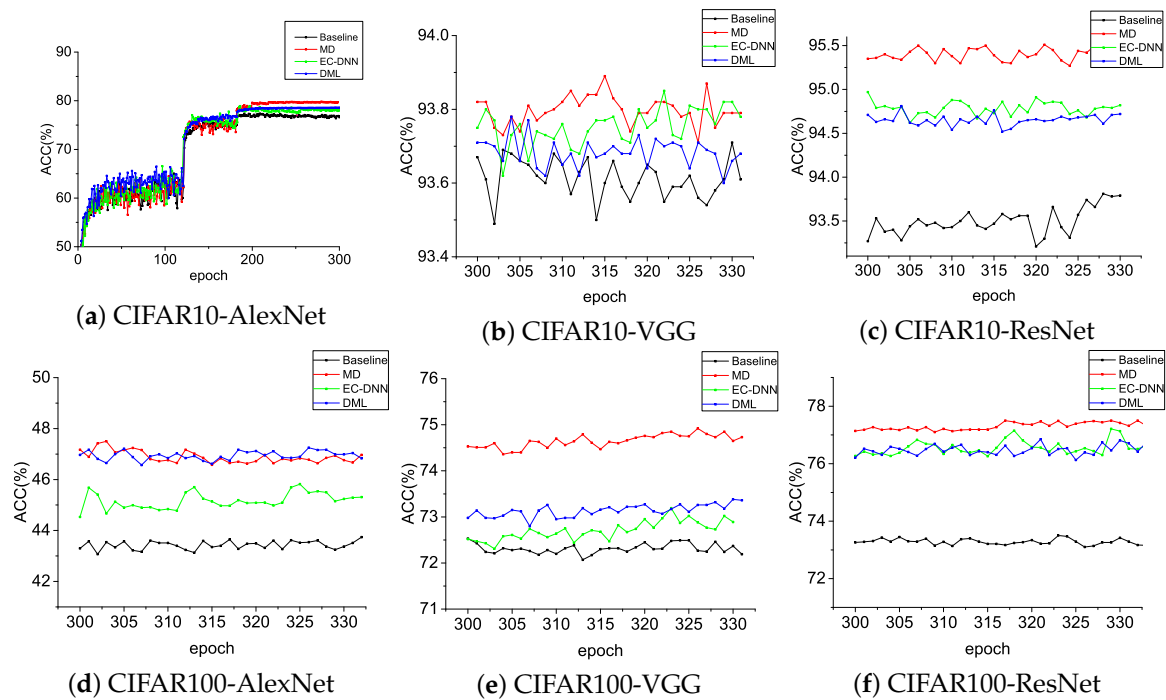 Baseline
MD
EC-DNN
DML
90
80
70
60
50
0
100
200
300
ACC(%)
epoch
(a) CIFAR10-AlexNet
Baseline
MD
EC-DNN
DML
94.0
93.8
93.6
93.4
300 305 310 315 320 325 330
ACC(%)
epoch
(b) CIFAR10-VGG
Baseline
MD
EC-DNN
DML
95.5
95.0
94.5
94.0
93.5
300 305 310 315 320 325 330
ACC(%)
epoch
(c) CIFAR10-ResNet
Baseline
MD
EC-DNN
DML
50
48
46
44
42
300 305 310 315 320 325 330
ACC(%)
epoch
(d) CIFAR100-AlexNet
Baseline
MD
EC-DNN
DML
76
75
74
73
72
71
300 305 310 315 320 325 330
ACC(%)
epoch
(e) CIFAR100-VGG
Baseline
MD
EC-DNN
DML
78
76
74
72
300 305 310 315 320 325 330
ACC(%)
epoch
(f) CIFAR100-ResNet